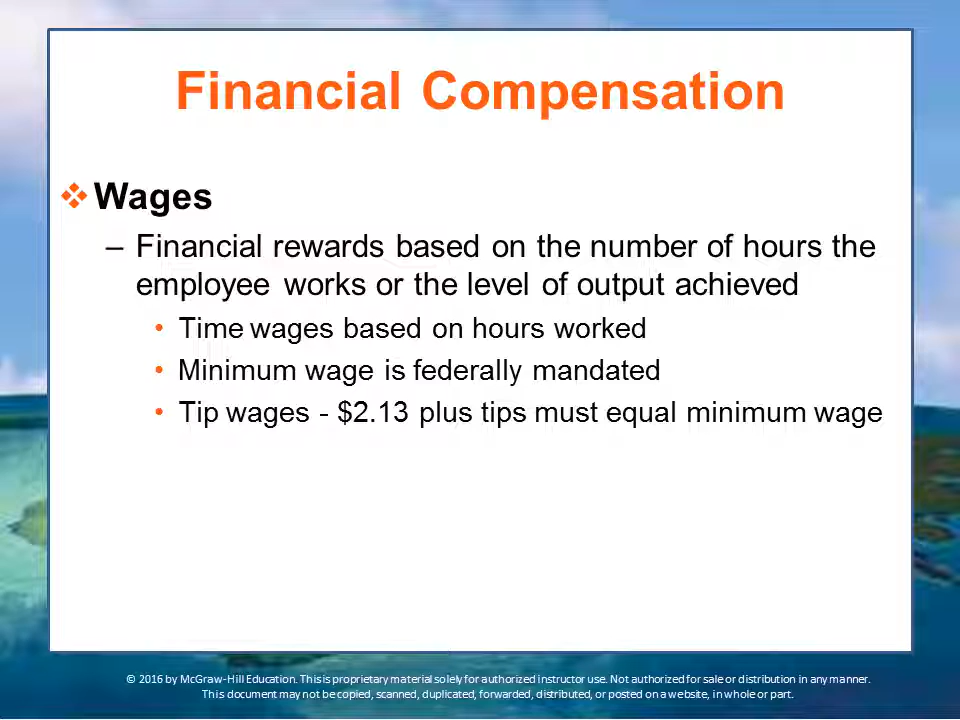 Financial Compensation
❖ Wages
– Financial rewards based on the number of hours the
employee works or the level of output achieved
• Time wages based on hours worked
• Minimum wage is federally mandated
• Tip wages - $2.13 plus tips must equal minimum wage
© 2016 by McGraw-Hill Education. This is proprietary material solely for authorized instructor use. Not authorized for sale or distribution in any manner.
This document may not be copied, scanned, duplicated, forwarded, distributed, or posted on a website, in whole or part.